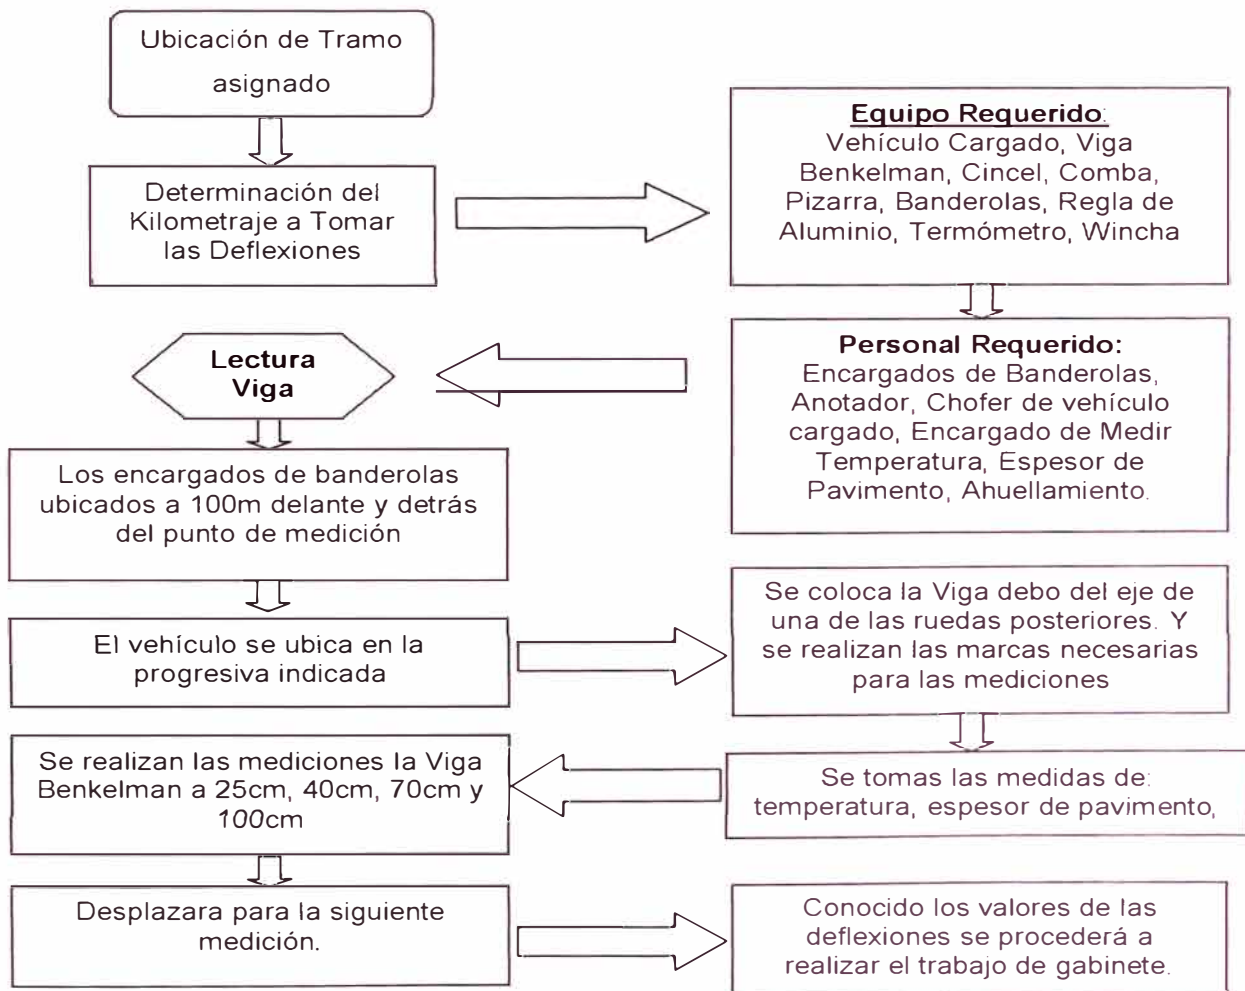 Ubicación de Tramo
asignado
Determinación del
Kilometraje a Tomar
las Deflexiones
Equipo Requerido:
Vehículo Cargado, Viga
Benkelman, Cincel, Comba,
Pizarra, Banderolas, Regla de
Aluminio, Termómetro, Wincha
Personal Requerido:
Encargados de Banderolas,
Anotador, Chofer de vehículo
cargado, Encargado de Medir
Temperatura, Espesor de
Pavimento, Ahuellamiento.
Lectura
Viga
Los encargados de banderolas
ubicados a 100m delante y detrás
del punto de medición
El vehículo se ubica en la
progresiva indicada
Se coloca la Viga debo del eje de
una de las ruedas posteriores. Y
se realizan las marcas necesarias
para las mediciones
Se tomas las medidas de:
temperatura, espesor de pavimento,
Se realizan las mediciones la Viga
Benkelman a 25cm, 40cm, 70cm y
100cm
Desplazara para la siguiente
medición.
Conocido los valores de las
deflexiones se procederá a
realizar el trabajo de gabinete.